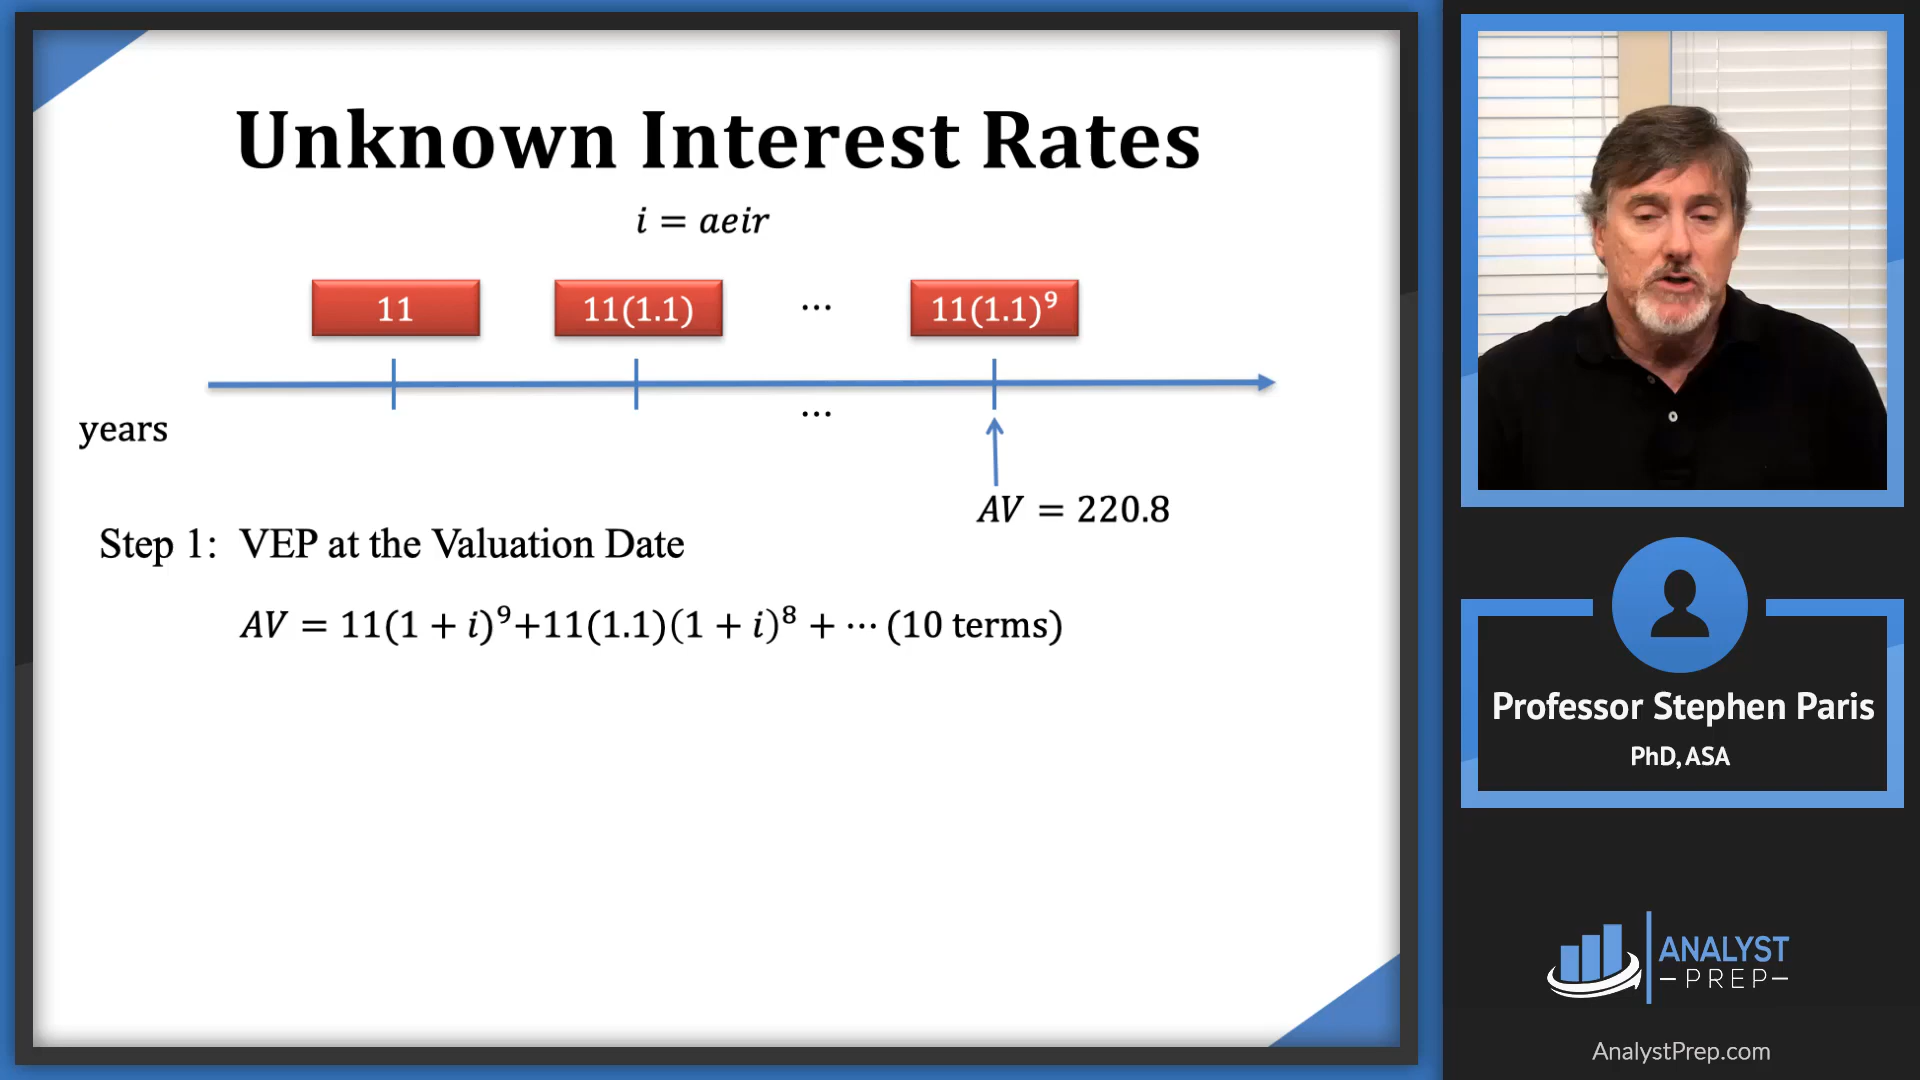 Unknown Interest Rates
i = aeir
11 11(1.1) ... 11(1.1)⁹
...
years
AV = 220.8
Step 1: VEP at the Valuation Date
AV = 11(1 + i)⁹+11(1.1)(1 + i)⁸ + ⋯ (10 terms)
Professor Stephen Paris
PhD, ASA
ANALYST
PREP
AnalystPrep.com